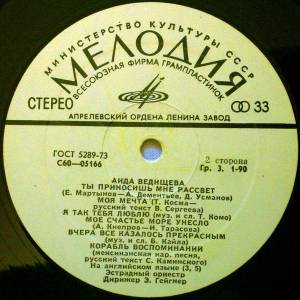 МИНИСТЕРСТВО КУЛЬТУРЫ СССР
МЕЛОДИЯ
ВСЕСОЮЗНАЯ ФИРМА ГРАМПЛАСТИНОК
СТЕРЕО
33
АПРЕЛЕВСКИЙ ОРДЕНА ЛЕНИНА ЗАВОД
ГОСТ 5289-73
С60—05166
2 сторона
Гр. 3. 1-90
АИДА ВЕДИЩЕВА
ТЫ ПРИНОСИШЬ МНЕ РАССВЕТ
(Е. Мартынов—А. Дементьев, Д. Усманов)
МОЯ МЕЧТА (Т. Косма—
русский текст В. Сергеева)
Я ТАК ТЕБЯ ЛЮБЛЮ (муз. и сл. Т. Комо)
МОЕ СЧАСТЬЕ МОРЕ УНЕСЛО
(А. Днепров—И. Тарасова)
ВЧЕРА ВСЕ КАЗАЛОСЬ ПРЕКРАСНЫМ
(муз. и сл. Б. Кайла)
КОРАБЛЬ ВОСПОМИНАНИЙ
(мексиканская нар. песня,
русский текст С. Каминского)
На английском языке (3, 5)
Эстрадный оркестр
Дирижер Э. Гейгнер